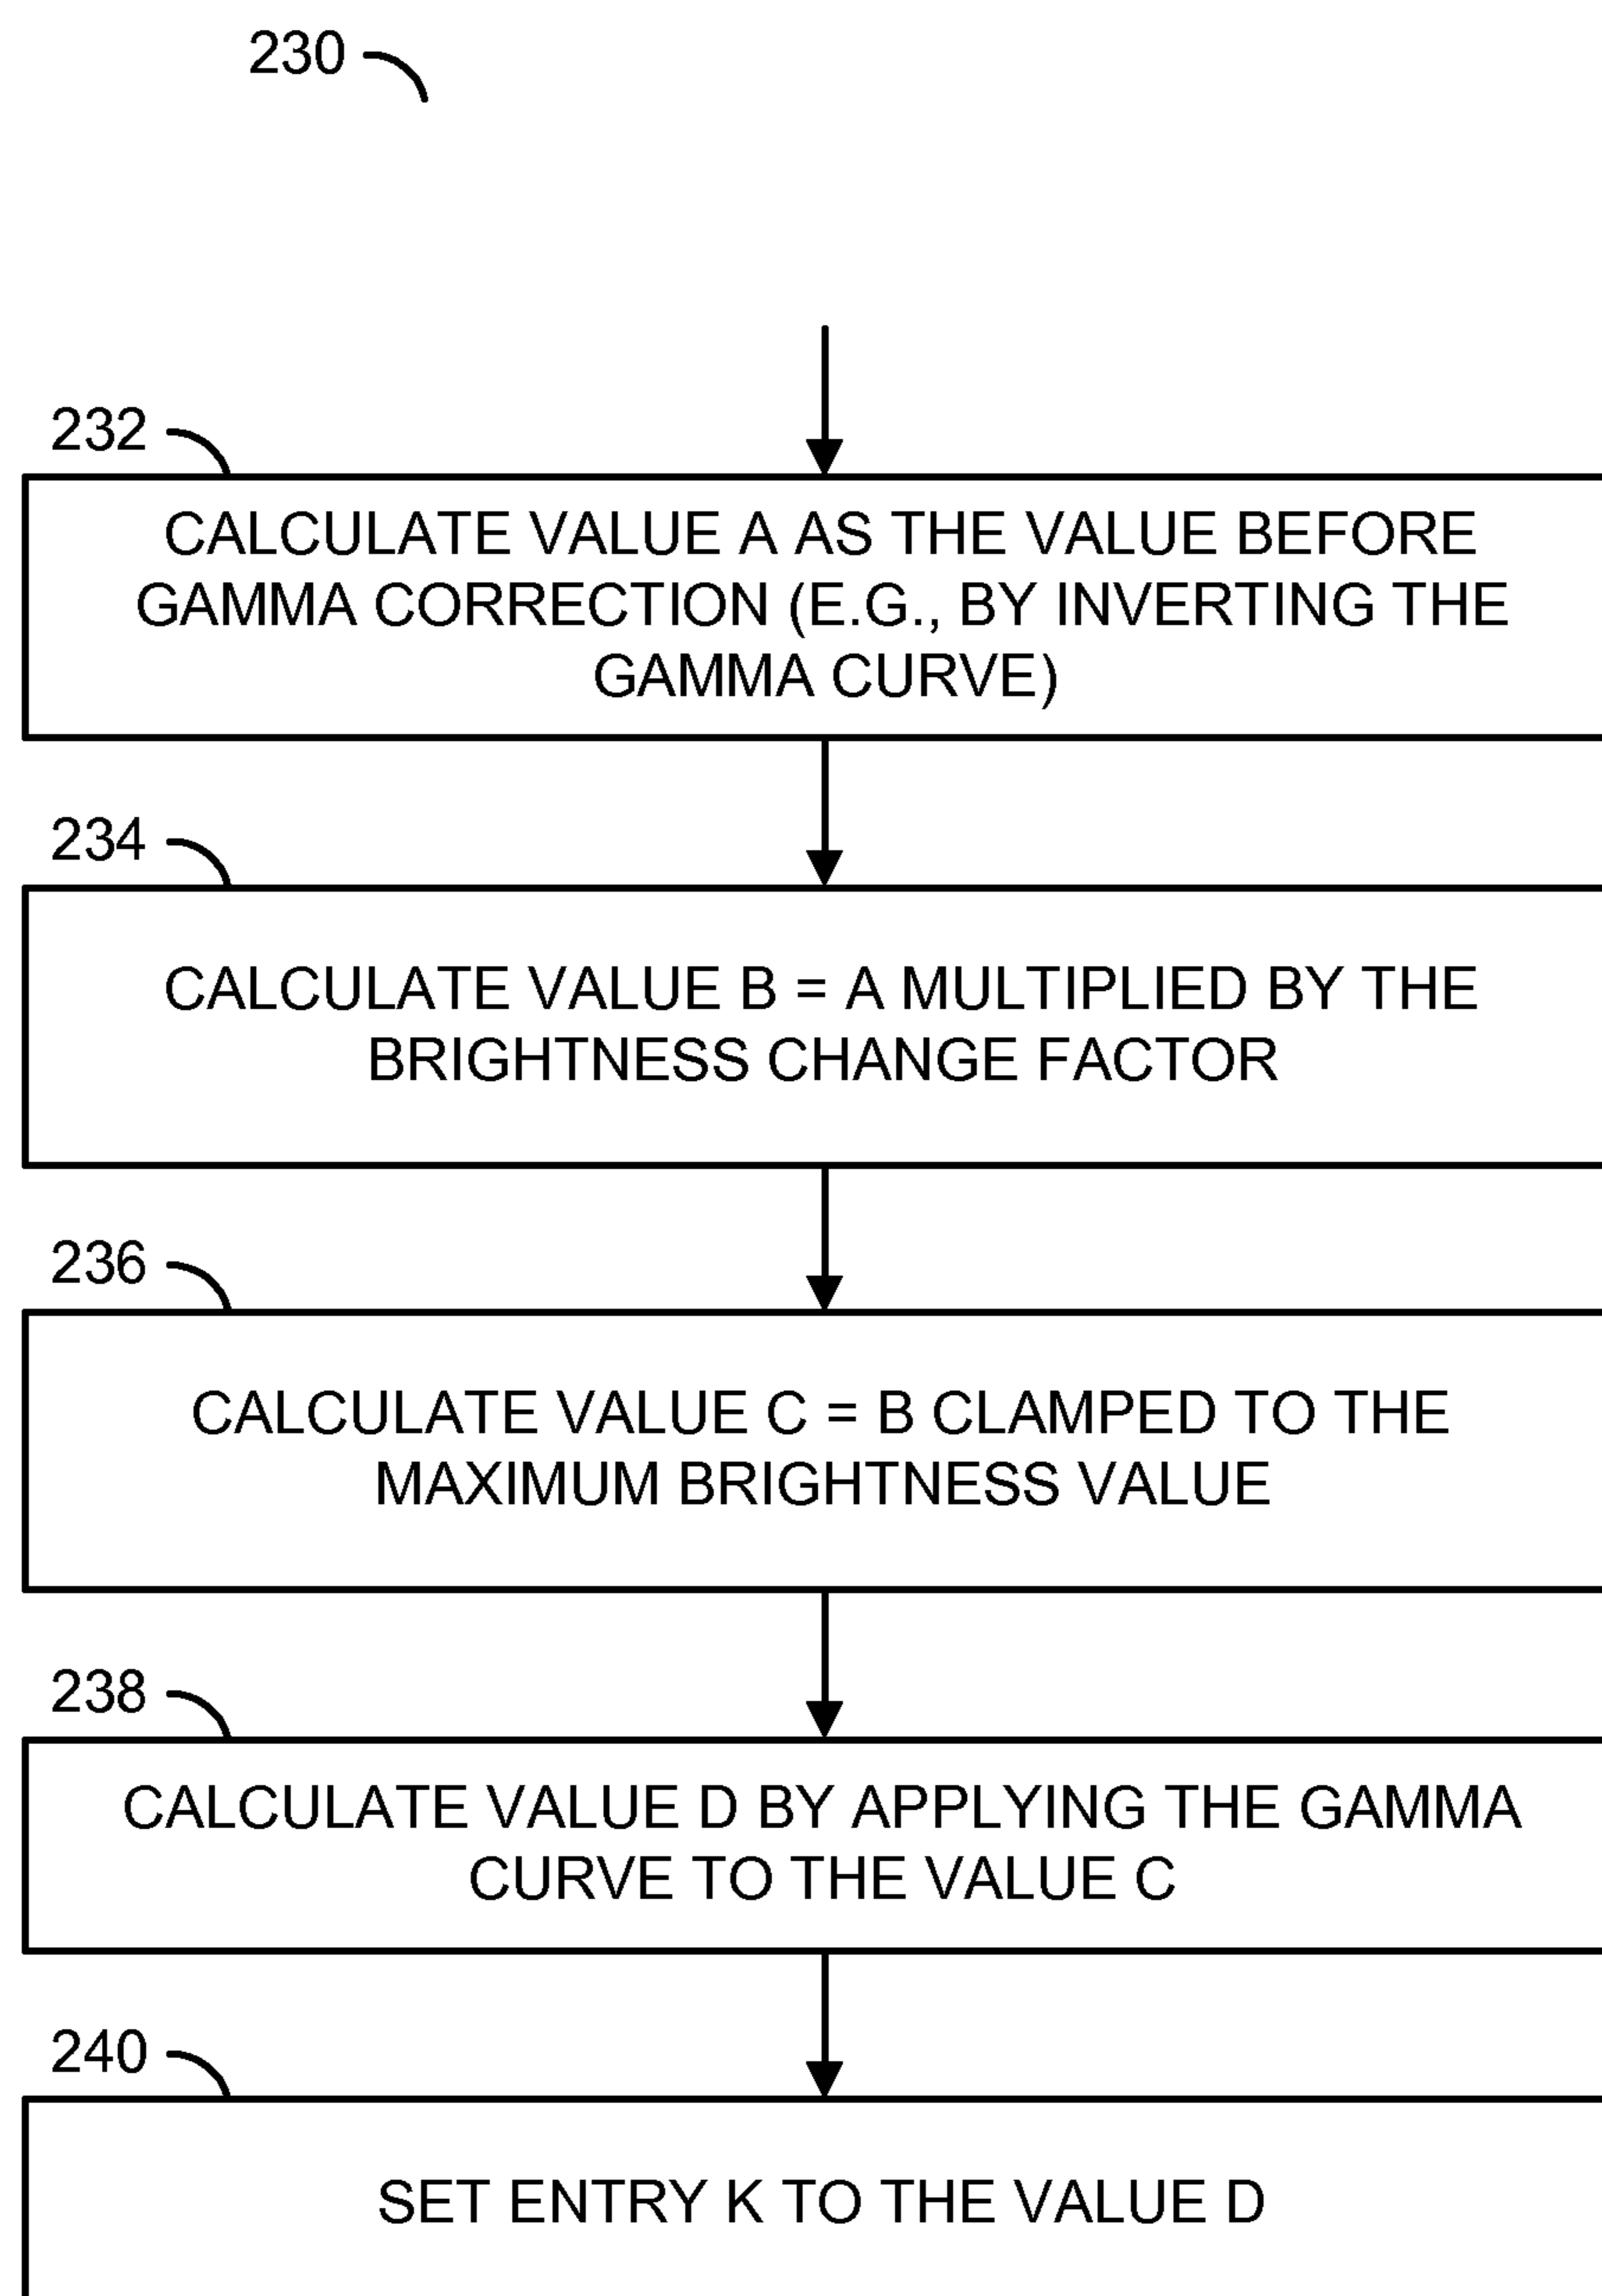 230
232
CALCULATE VALUE A AS THE VALUE BEFORE
GAMMA CORRECTION (E.G., BY INVERTING THE
GAMMA CURVE)
234
CALCULATE VALUE B = A MULTIPLIED BY THE
BRIGHTNESS CHANGE FACTOR
236
CALCULATE VALUE C = B CLAMPED TO THE
MAXIMUM BRIGHTNESS VALUE
238
CALCULATE VALUE D BY APPLYING THE GAMMA
CURVE TO THE VALUE C
240
SET ENTRY K TO THE VALUE D